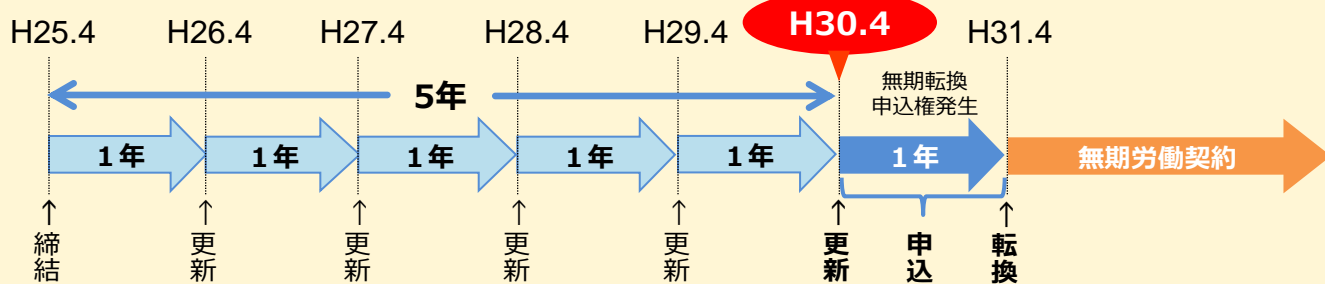 H25.4 H26.4 H27.4 H28.4 H29.4 H30.4 H31.4
5年
無期転換
申込権発生
1年 1年 1年 1年 1年 1年 無期労働契約
↑ ↑ ↑ ↑ ↑ ↑ ↑
締結 更新 更新 更新 更新 更新 申込 転換